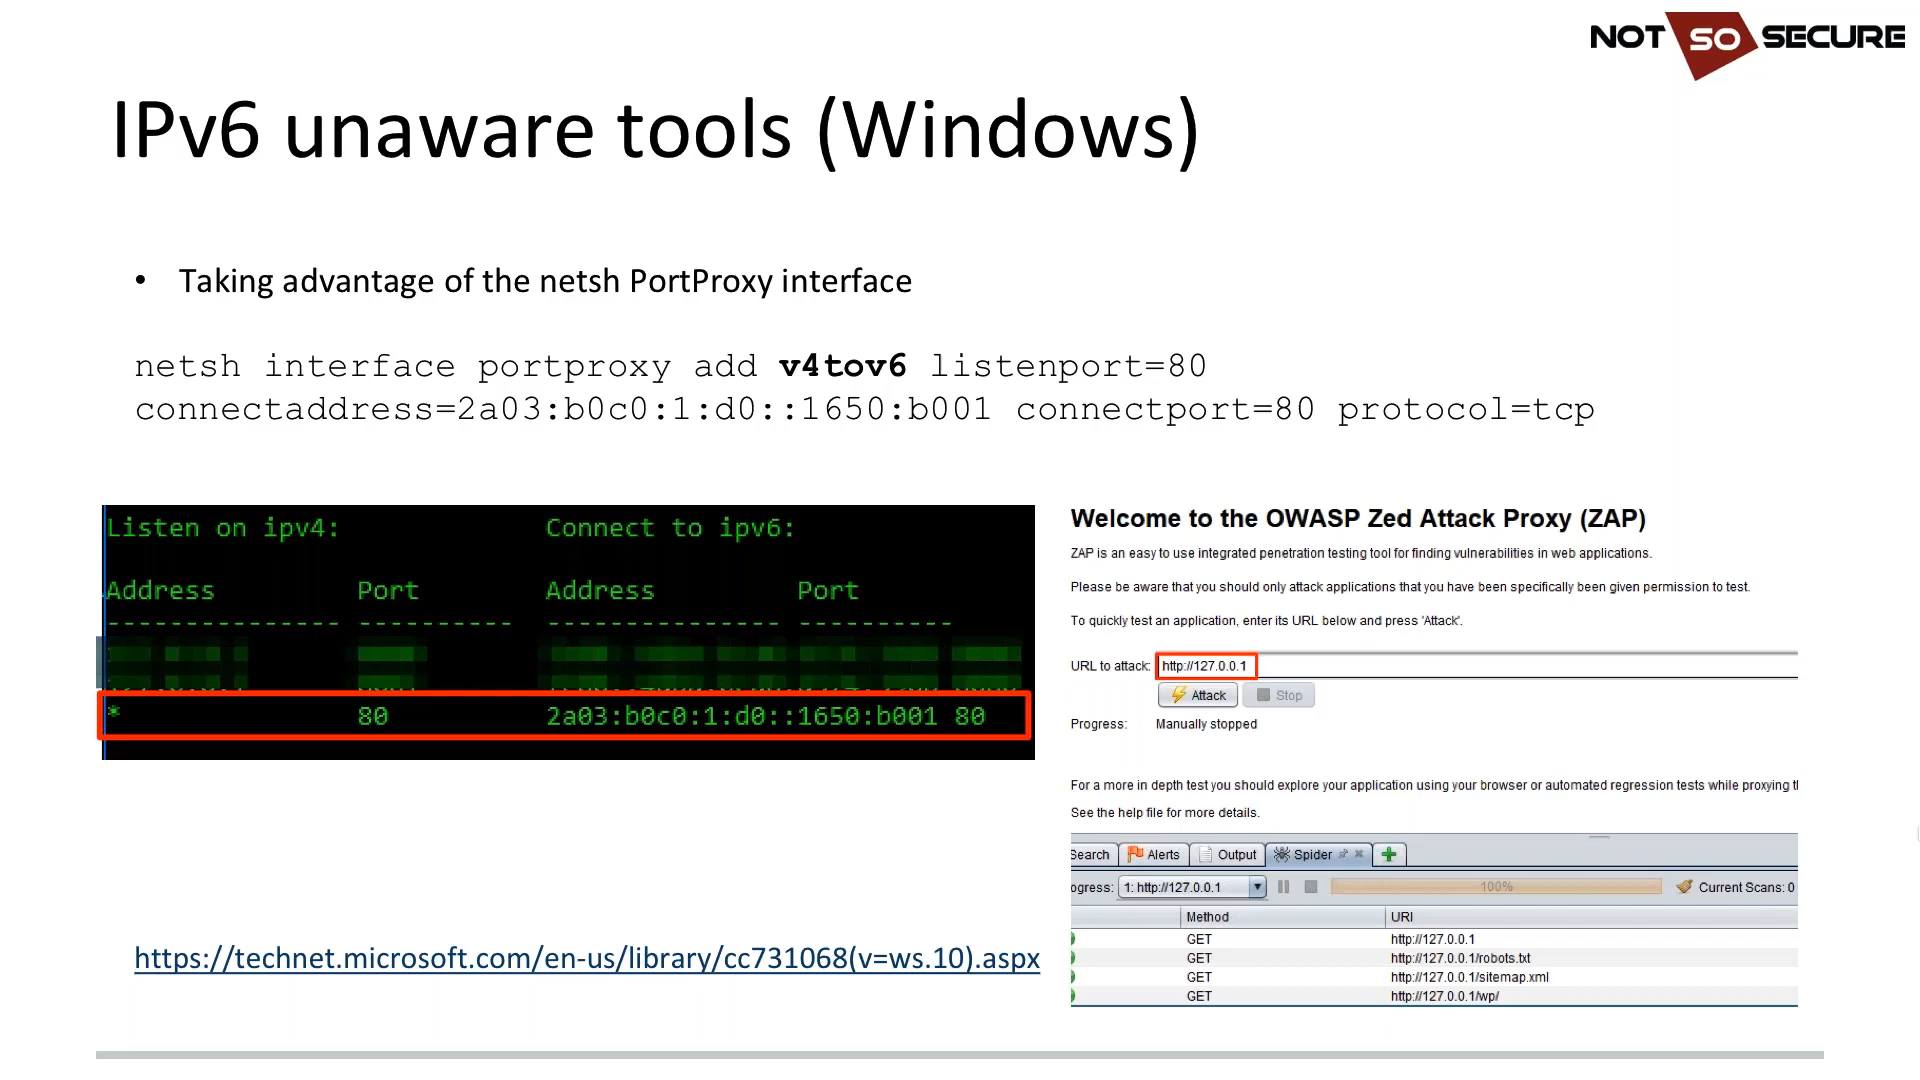 NOT SO SECURE
IPv6 unaware tools (Windows)
• Taking advantage of the netsh PortProxy interface
netsh interface portproxy add v4tov6 listenport=80
connectaddress=2a03:b0c0:1:d0::1650:b001 connectport=80 protocol=tcp
Listen on ipv4: Connect to ipv6:
Address Port Address Port
--------------- ---------- --------------- ----------
* 80 2a03:b0c0:1:d0::1650:b001 80
Welcome to the OWASP Zed Attack Proxy (ZAP)
ZAP is an easy to use integrated penetration testing tool for finding vulnerabilities in web applications.
Please be aware that you should only attack applications that you have been specifically been given permission to test.
To quickly test an application, enter its URL below and press 'Attack'.
URL to attack: http://127.0.0.1
Attack Stop
Progress: Manually stopped
For a more in depth test you should explore your application using your browser or automated regression tests while proxying
See the help file for more details.
Search Alerts Output Spider
ogress: 1: http://127.0.0.1 100% Current Scans: 0
Method URI
GET http://127.0.0.1
GET http://127.0.0.1/robots.txt
GET http://127.0.0.1/sitemap.xml
GET http://127.0.0.1/wp/
https://technet.microsoft.com/en-us/library/cc731068(v=ws.10).aspx